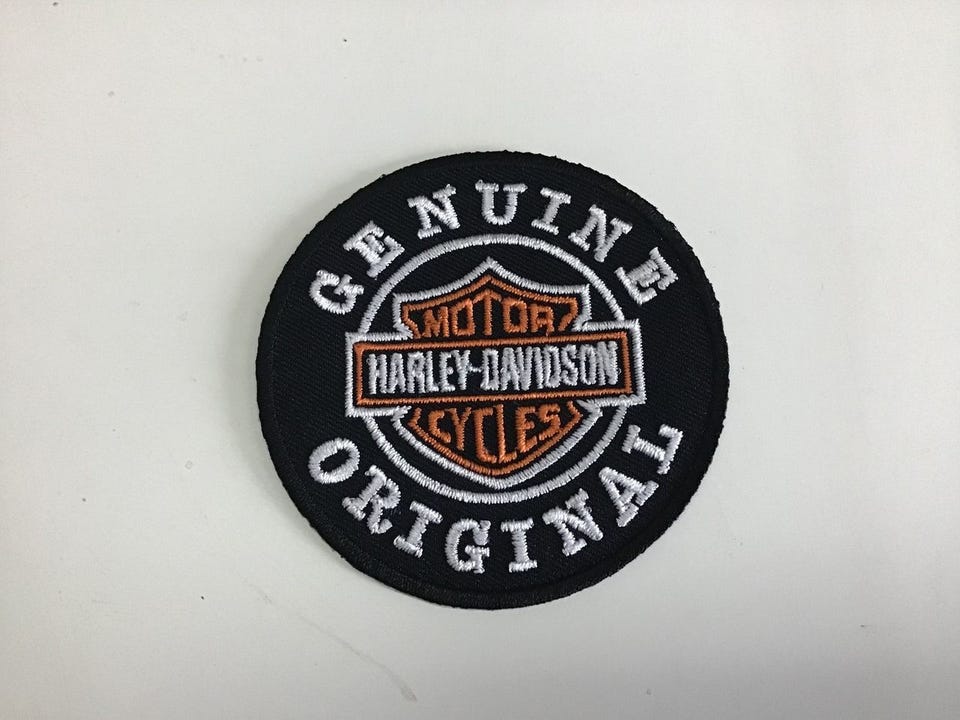 GENUINE
MOTOR
HARLEY-DAVIDSON
CYCLES
ORIGINAL